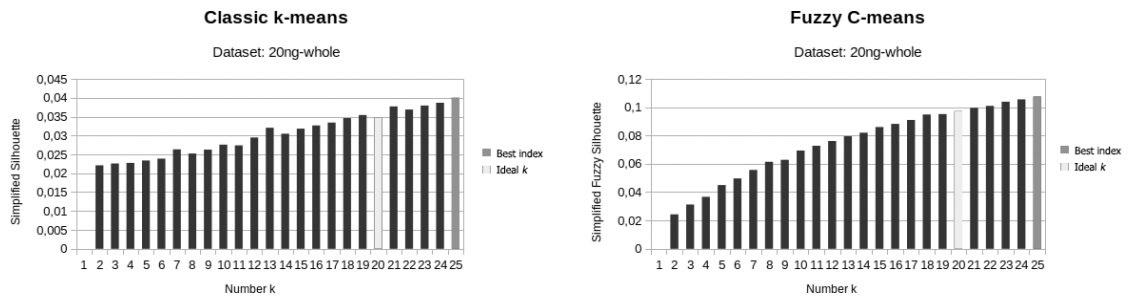 Classic k-means
Dataset: 20ng-whole
Simplified Silhouette
0,045
0,04
0,035
0,03
0,025
0,02
0,015
0,01
0,005
0
1 2 3 4 5 6 7 8 9 10 11 12 13 14 15 16 17 18 19 20 21 22 23 24 25
Number k
Best index
Ideal k
Fuzzy C-means
Dataset: 20ng-whole
Simplified Fuzzy Silhouette
0,12
0,1
0,08
0,06
0,04
0,02
0
1 2 3 4 5 6 7 8 9 10 11 12 13 14 15 16 17 18 19 20 21 22 23 24 25
Number k
Best index
Ideal k